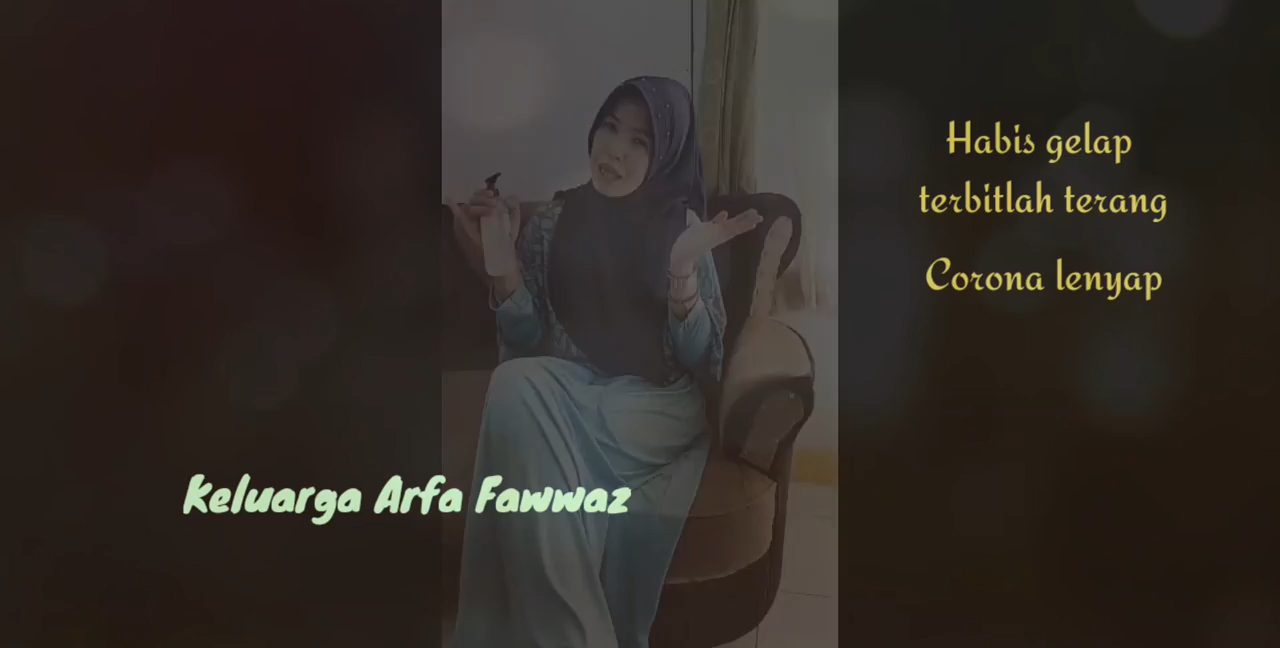 Habis gelap
terbitlah terang
Corona lenyap
Keluarga Arfa Fawwaz